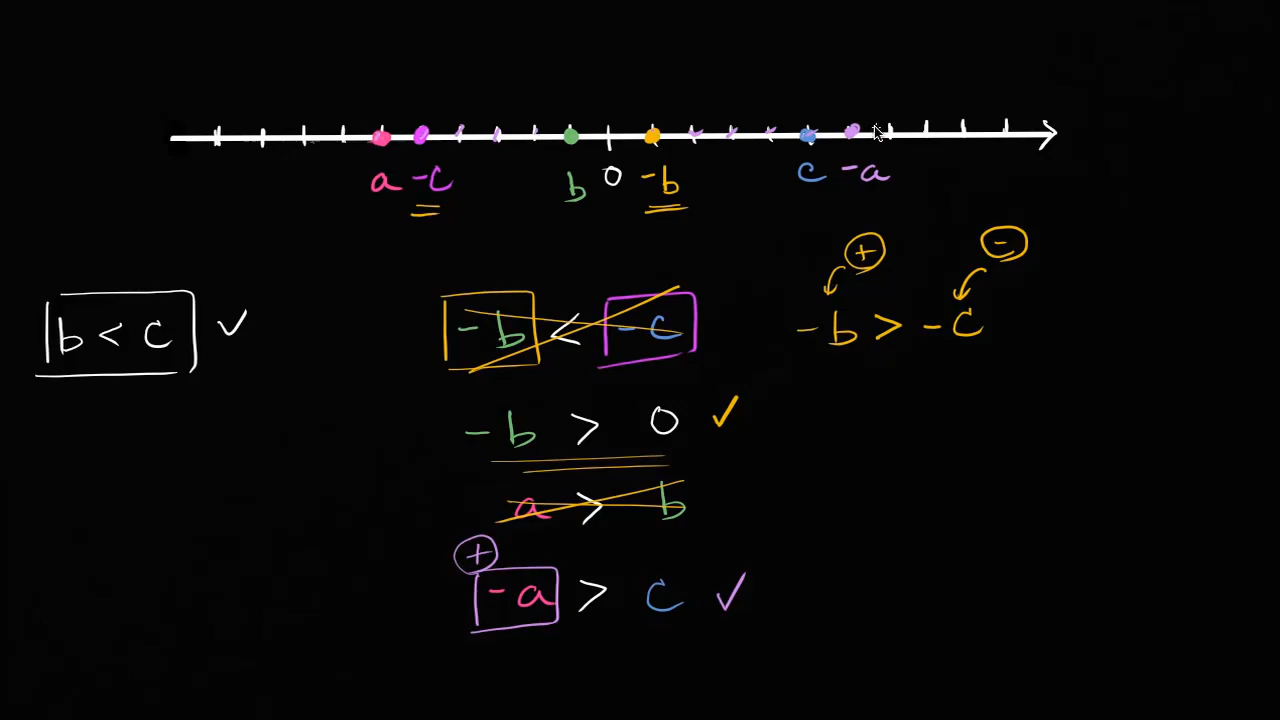 a -c b 0 -b c -a
+ -
b < c ✓ -b < -c -b > -c
-b > 0 ✓
a > b
+
-a > c ✓